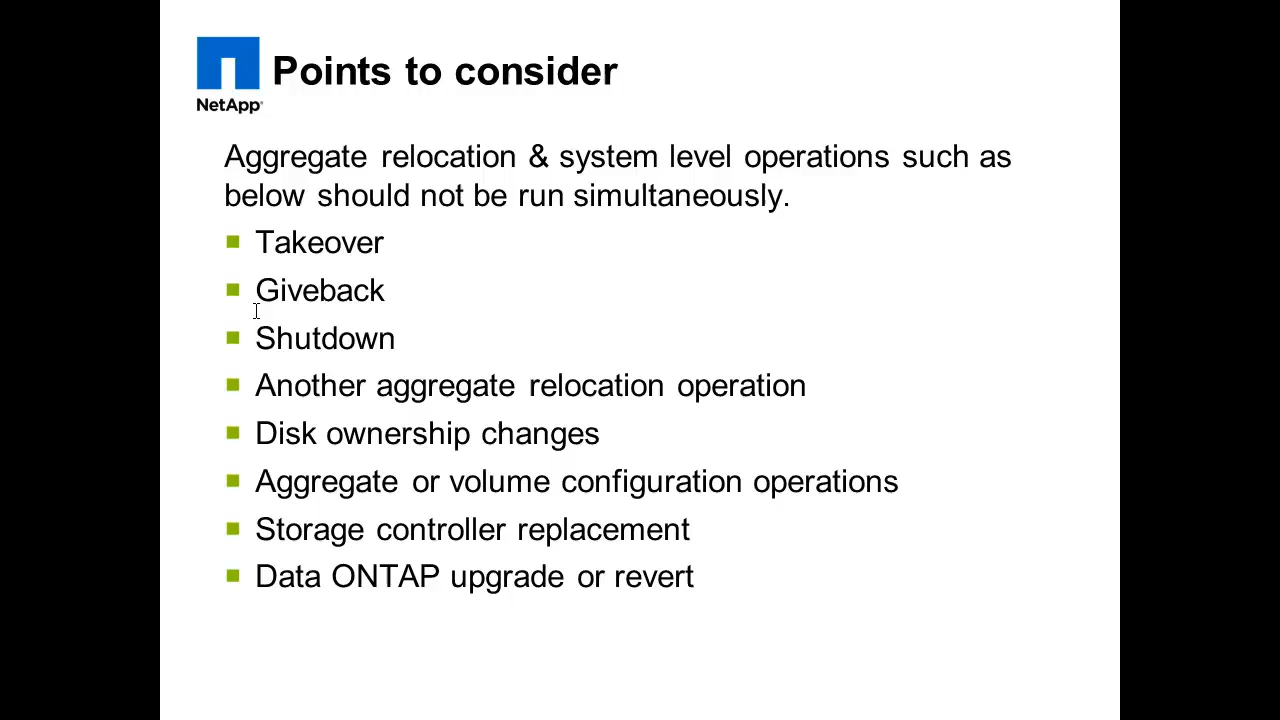 Points to consider
NetApp
Aggregate relocation & system level operations such as
below should not be run simultaneously.
Takeover
Giveback
Shutdown
Another aggregate relocation operation
Disk ownership changes
Aggregate or volume configuration operations
Storage controller replacement
Data ONTAP upgrade or revert